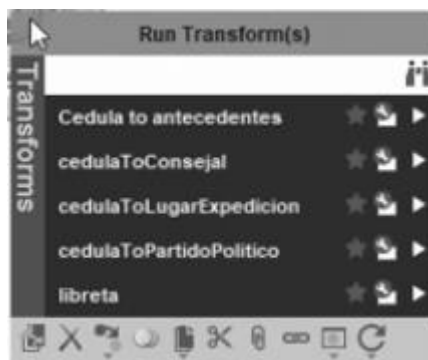 Run Transform(s)
Transforms
Cedula to antecedentes
cedulaToConsejal
cedulaToLugarExpedicion
cedulaToPartidoPolitico
libreta